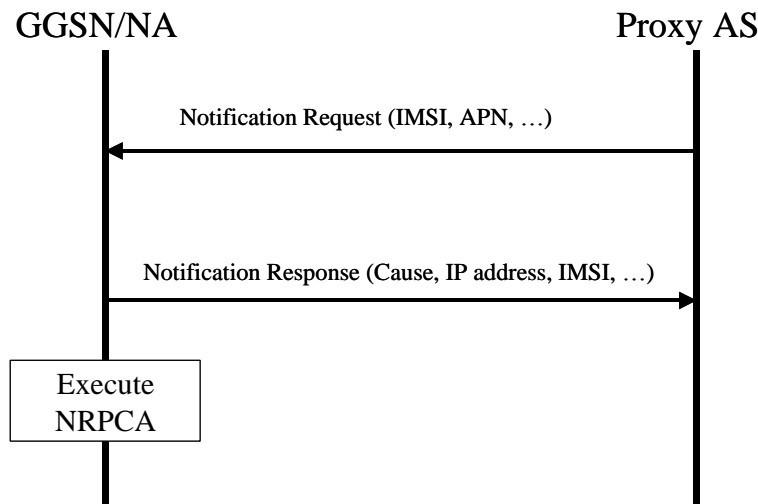 GGSN/NA
Proxy AS
Notification Request (IMSI, APN, …)
Notification Response (Cause, IP address, IMSI, …)
Execute
NRPCA